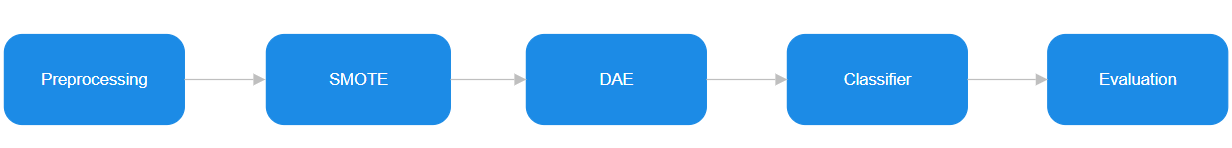 Preprocessing
SMOTE
DAE
Classifier
Evaluation